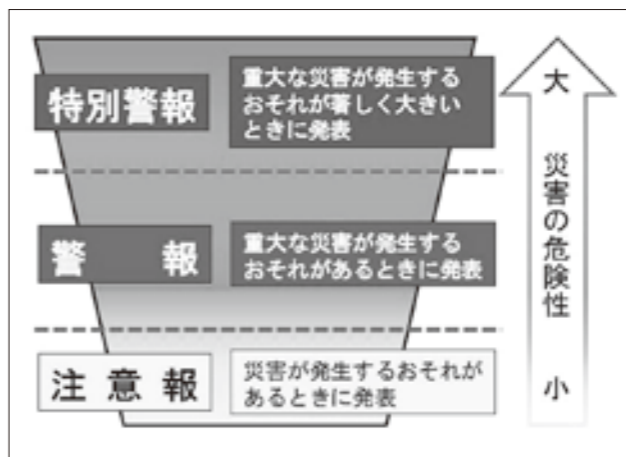 特別警報
重大な災害が発生する
おそれが著しく大きい
ときに発表
警報
重大な災害が発生する
おそれがあるときに発表
注意報
災害が発生するおそれが
あるときに発表
大
災害の危険性
小